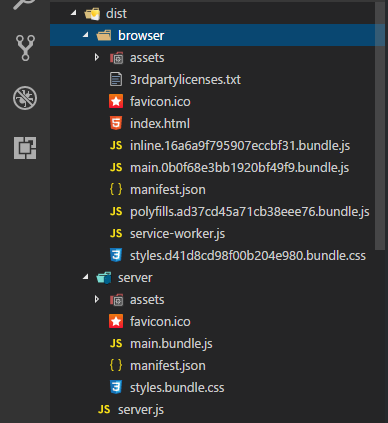 dist
browser
assets
3rdpartylicenses.txt
favicon.ico
index.html
JS inline.16a6a9f795907eccbf31.bundle.js
JS main.0b0f68e3bb1920bf49f9.bundle.js
{ } manifest.json
JS polyfills.ad37cd45a71cb38eee76.bundle.js
JS service-worker.js
styles.d41d8cd98f00b204e980.bundle.css
server
assets
favicon.ico
JS main.bundle.js
{ } manifest.json
styles.bundle.css
JS server.js